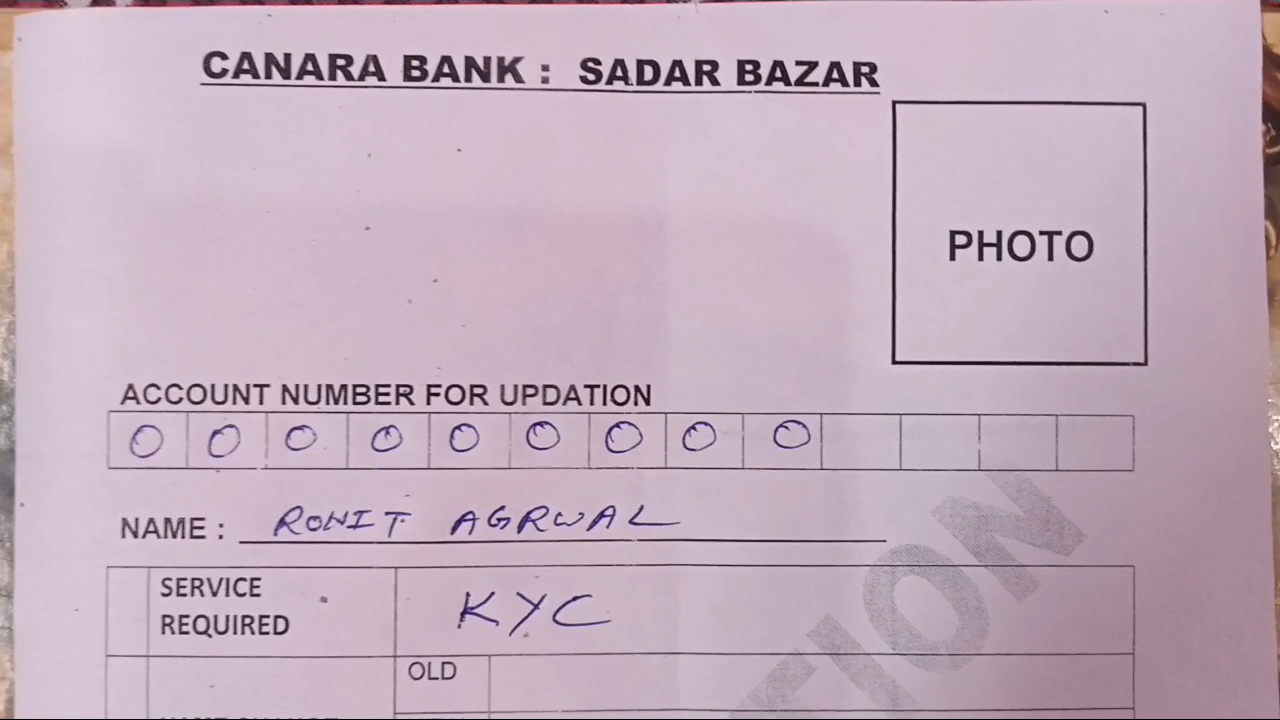 CANARA BANK : SADAR BAZAR
PHOTO
ACCOUNT NUMBER FOR UPDATION
0 0 0 0 0 0 0 0 0
NAME : ROHIT AGRWAL
SERVICE REQUIRED KYC
OLD